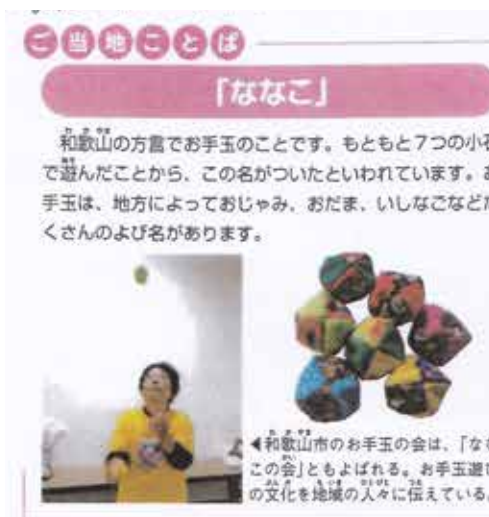 ご当地ことば
「ななこ」
和歌山の方言でお手玉のことです。もともと7つの小石
で遊んだことから、この名がついたといわれています。お
手玉は、地方によっておじゃみ、おだま、いしなごなどた
くさんのよび名があります。
◀和歌山市のお手玉の会は、「なな
この会」ともよばれる。お手玉遊び
の文化を地域の人々に伝えている。